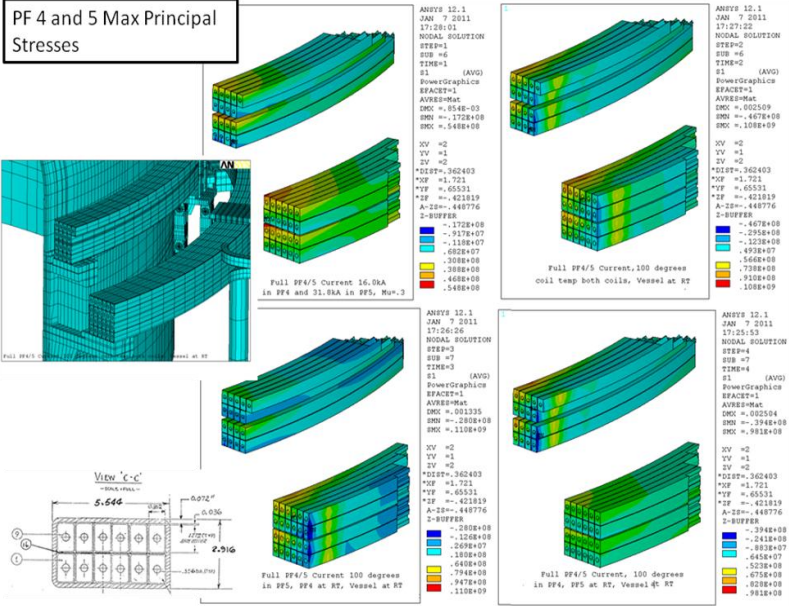 PF 4 and 5 Max Principal
Stresses
ANSYS 12.1
JAN 7 2011
17:28:01
NODAL SOLUTION
STEP=1
SUB =6
TIME=1
S1 (AVG)
PowerGraphics
EFACET=1
AVRES=Mat
DMX =.854E-03
SMN =-.172E+08
SMX =.548E+08
XV =2
YV =1
ZV =2
*DIST=.362403
*XF =1.721
*YF =.65531
*ZF =-.421819
A-ZS=-.448776
Z-BUFFER
-.172E+08
-.917E+07
-.118E+07
.682E+07
.308E+08
.388E+08
.468E+08
.548E+08
Full PF4/5 Current 16.0kA
in PF4 and 31.8kA in PF5, Mu=.3
1
ANSYS 12.1
JAN 7 2011
17:27:22
NODAL SOLUTION
STEP=2
SUB =6
TIME=2
S1 (AVG)
PowerGraphics
EFACET=1
AVRES=Mat
DMX =.002509
SMN =-.467E+08
SMX =.108E+09
XV =2
YV =1
ZV =2
*DIST=.362403
*XF =1.721
*YF =.65531
*ZF =-.421819
A-ZS=-.448776
Z-BUFFER
-.467E+08
-.295E+08
-.123E+08
.493E+07
.566E+08
.738E+08
.910E+08
.108E+09
Full PF4/5 Current,100 degrees
coil temp both coils, Vessel at RT
AN
Vessel at RT
ANSYS 12.1
JAN 7 2011
17:26:26
NODAL SOLUTION
STEP=3
SUB =7
TIME=3
S1 (AVG)
PowerGraphics
EFACET=1
AVRES=Mat
DMX =.001335
SMN =-.280E+08
SMX =.110E+09
XV =2
YV =1
ZV =2
*DIST=.362403
*XF =1.721
*YF =.65531
*ZF =-.421819
A-ZS=-.448776
Z-BUFFER
-.280E+08
-.126E+08
.269E+07
.180E+08
.640E+08
.794E+08
.947E+08
.110E+09
Full PF4/5 Current 100 degrees
in PF5, PF4 at RT, Vessel at RT
1
ANSYS 12.1
JAN 7 2011
17:25:53
NODAL SOLUTION
STEP=4
SUB =7
TIME=4
S1 (AVG)
PowerGraphics
EFACET=1
AVRES=Mat
DMX =.002504
SMN =-.394E+08
SMX =.981E+08
XV =2
YV =1
ZV =2
*DIST=.362403
*XF =1.721
*YF =.65531
*ZF =-.421819
A-ZS=-.448776
Z-BUFFER
-.394E+08
-.241E+08
-.883E+07
.645E+07
.523E+08
.675E+08
.828E+08
.981E+08
Full PF4/5 Current, 100 degrees
in PF4, PF5 at RT, Vessel at RT
VIEW 'C-C'
5.544
0.072"
0.036
2.916